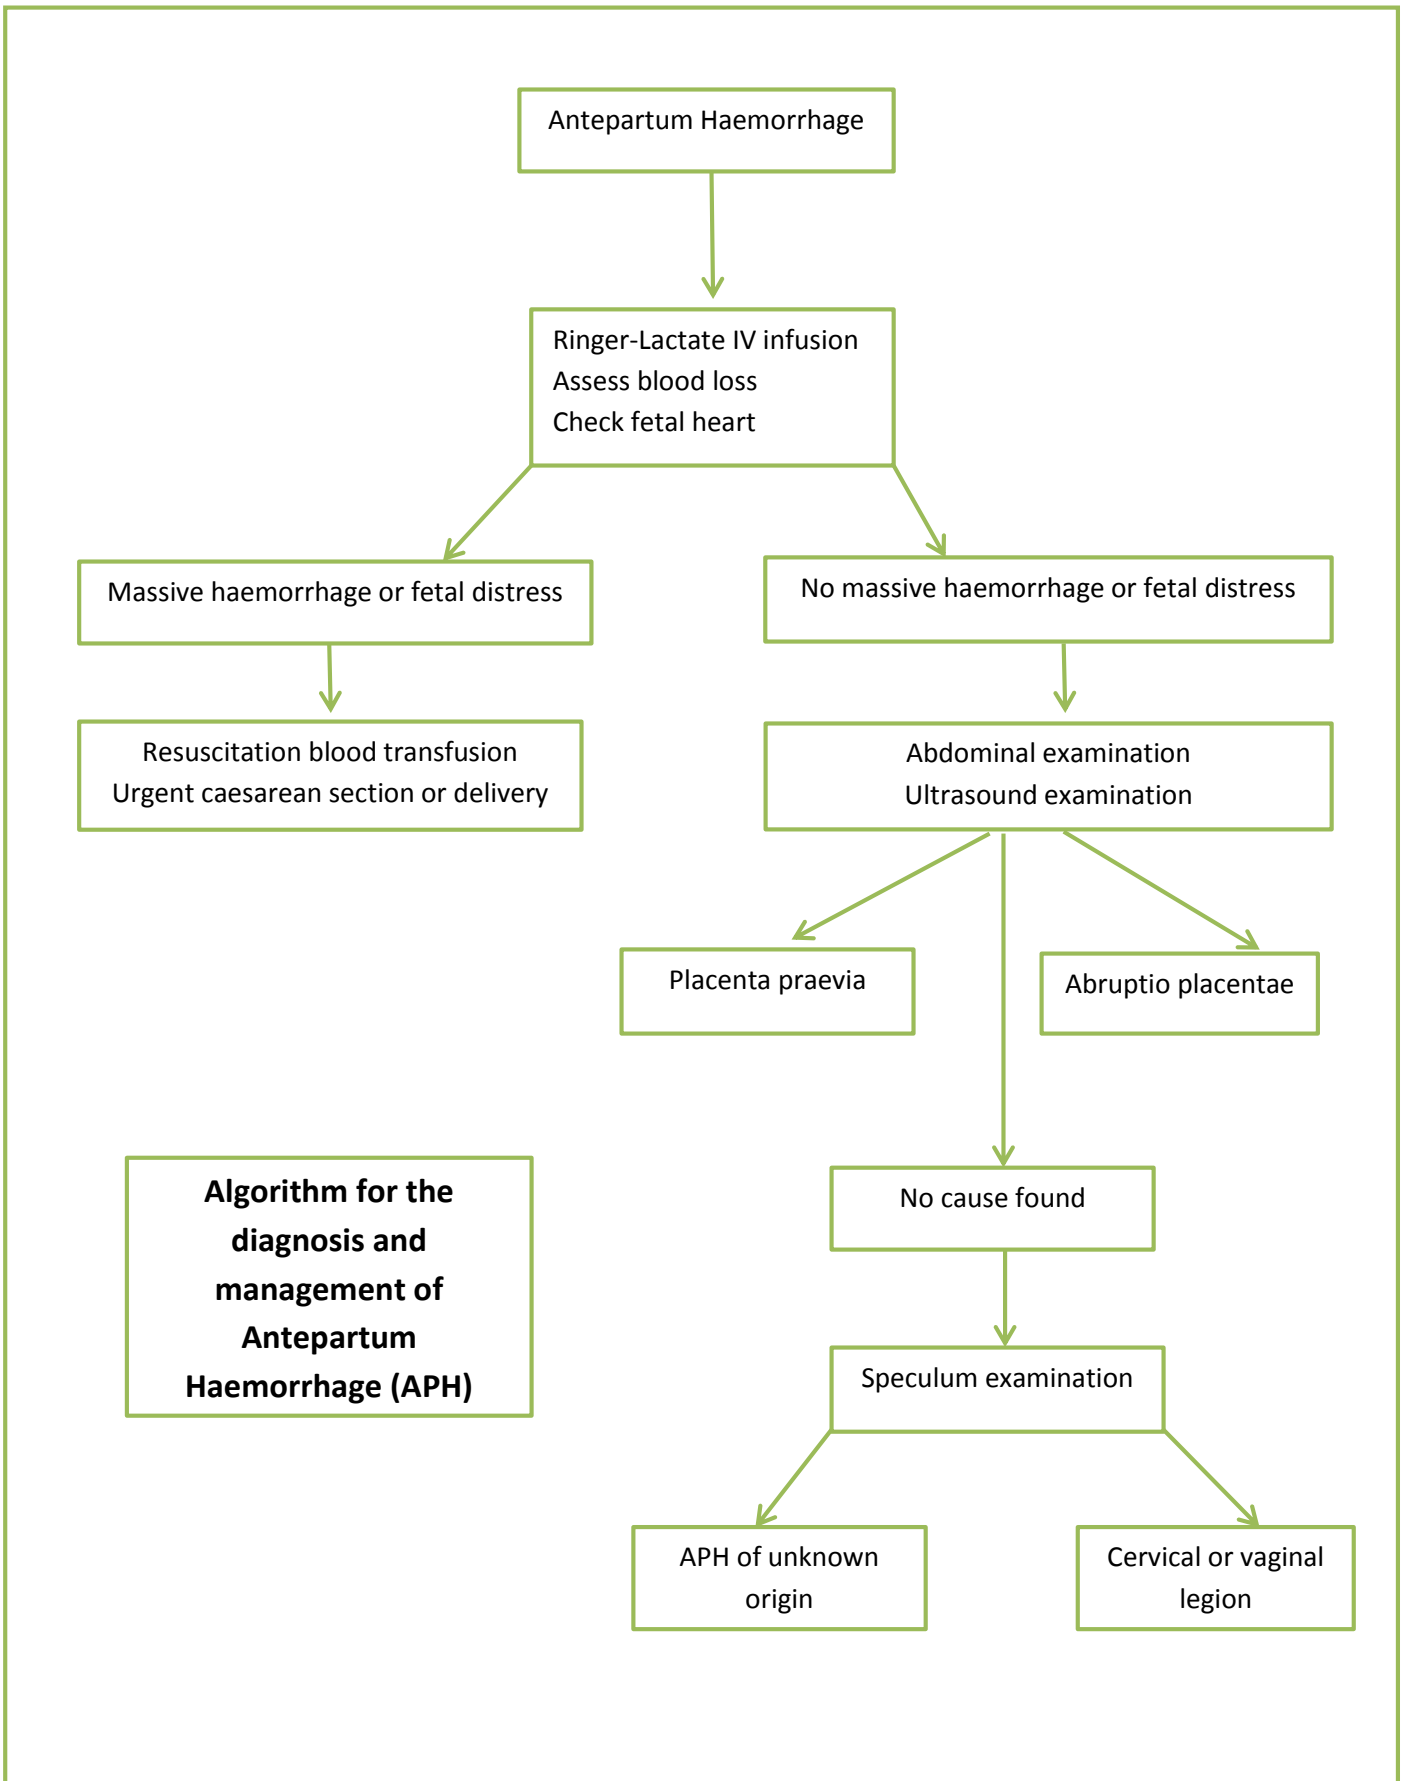 Antepartum Haemorrhage
Ringer-Lactate IV infusion
Assess blood loss
Check fetal heart
Massive haemorrhage or fetal distress
No massive haemorrhage or fetal distress
Resuscitation blood transfusion
Urgent caesarean section or delivery
Abdominal examination
Ultrasound examination
Placenta praevia
Abruptio placentae
Algorithm for the
diagnosis and
management of
Antepartum
Haemorrhage (APH)
No cause found
Speculum examination
APH of unknown
origin
Cervical or vaginal
legion